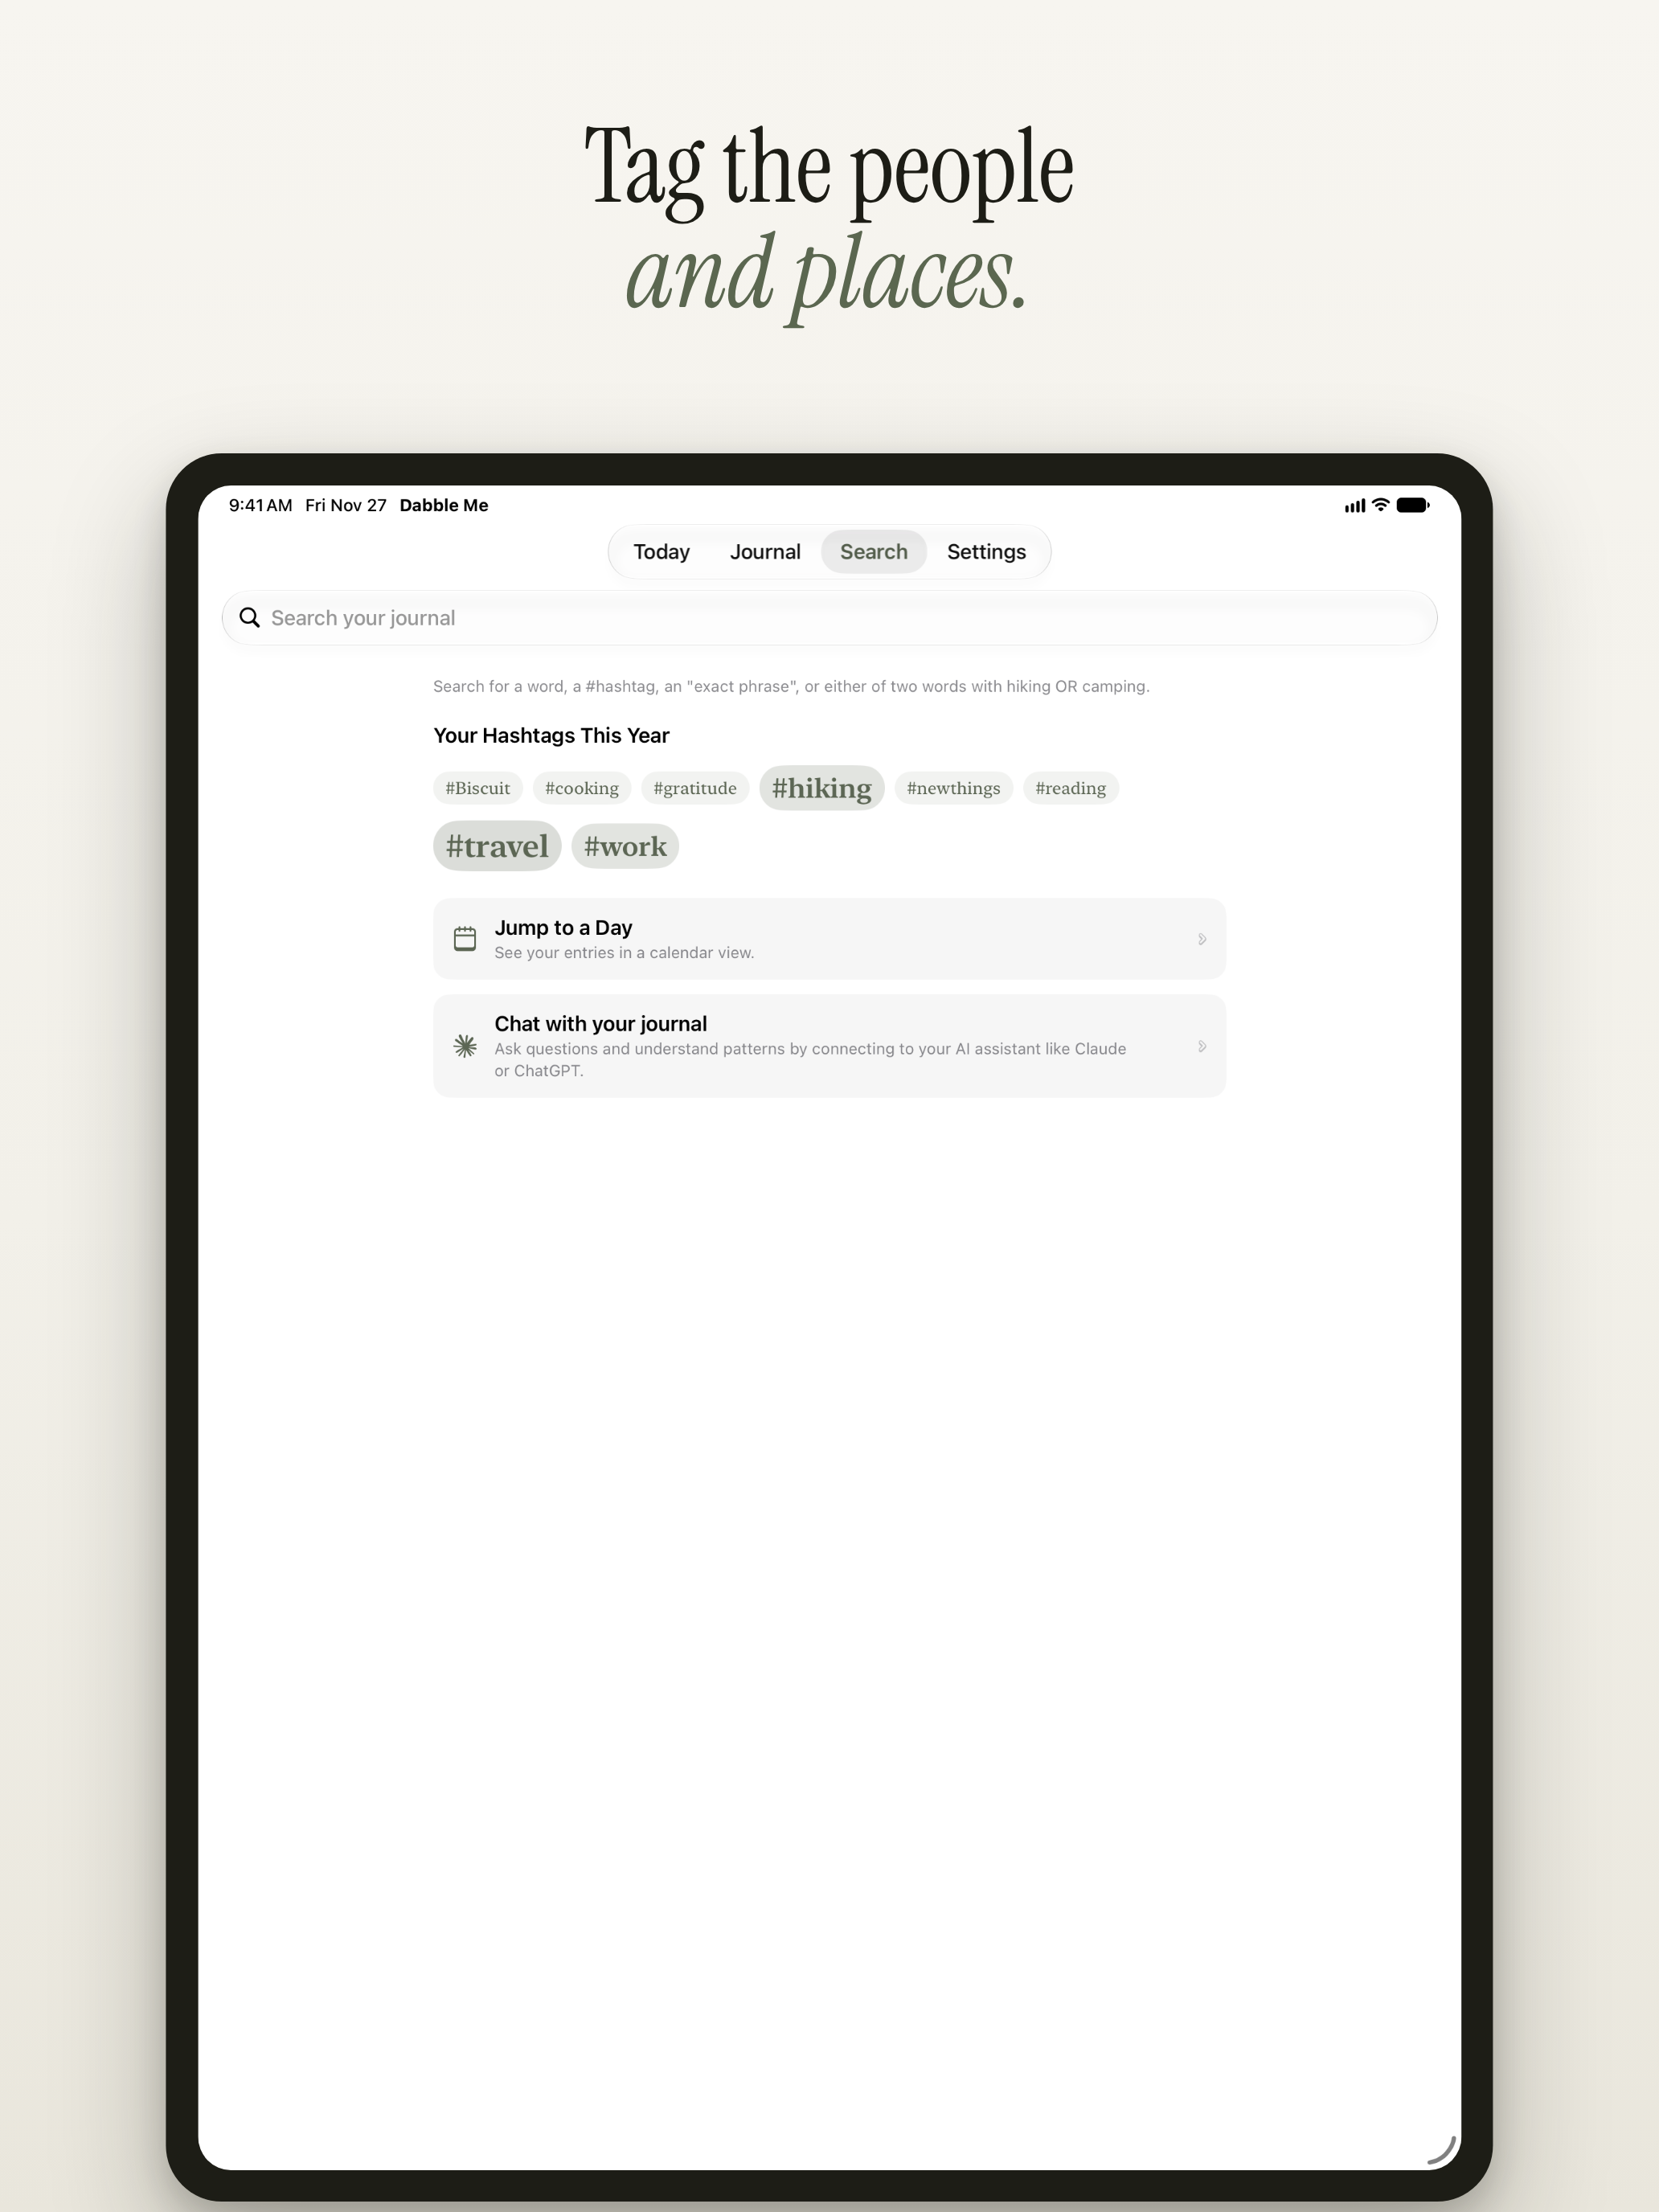 Tag the people
and places.
9:41 AM Fri Nov 27 Dabble Me
Today Journal Search Settings
Search your journal
Search for a word, a #hashtag, an "exact phrase", or either of two words with hiking OR camping.
Your Hashtags This Year
#Biscuit #cooking #gratitude #hiking #newthings #reading
#travel #work
Jump to a Day
See your entries in a calendar view.
Chat with your journal
Ask questions and understand patterns by connecting to your AI assistant like Claude
or ChatGPT.